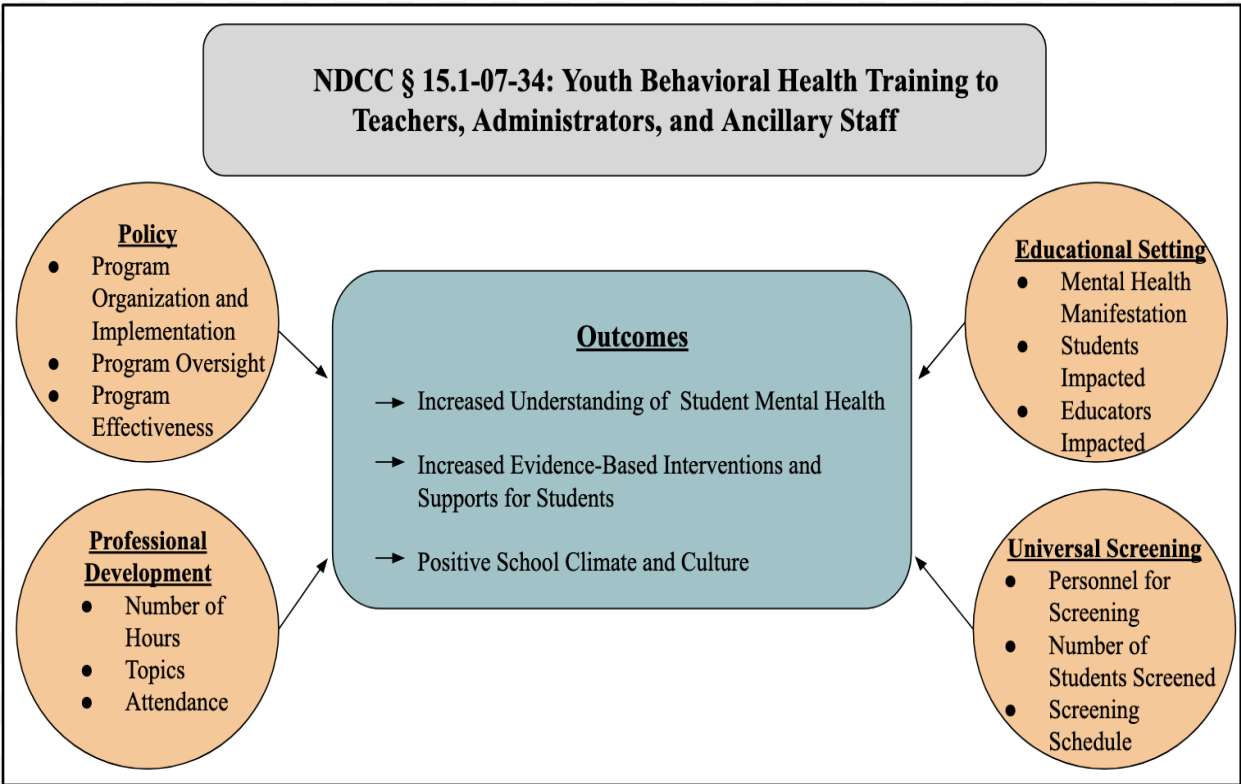 NDCC § 15.1-07-34: Youth Behavioral Health Training to
Teachers, Administrators, and Ancillary Staff
Policy
● Program
Organization and
Implementation
● Program Oversight
● Program
Effectiveness
Professional
Development
● Number of
Hours
● Topics
● Attendance
Outcomes
→ Increased Understanding of Student Mental Health
→ Increased Evidence-Based Interventions and
Supports for Students
→ Positive School Climate and Culture
Educational Setting
● Mental Health
Manifestation
● Students
Impacted
● Educators
Impacted
Universal Screening
● Personnel for
Screening
● Number of
Students Screened
● Screening
Schedule